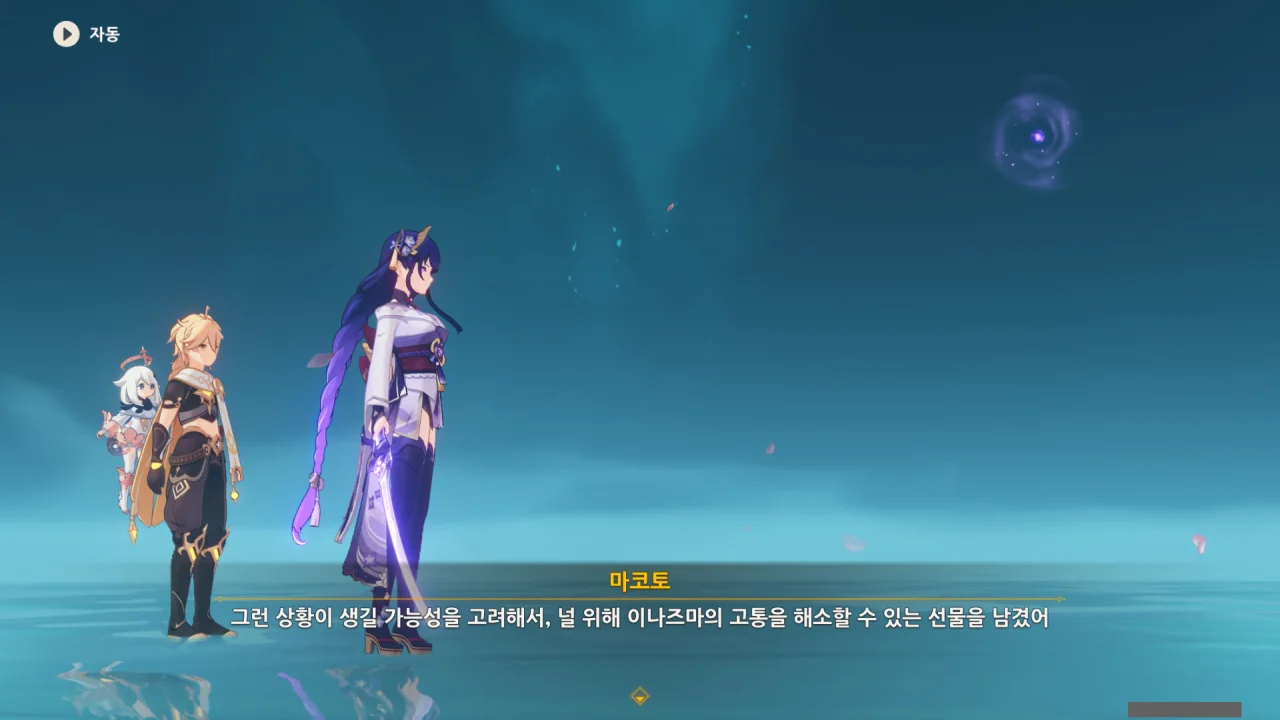 자동
마코토
그런 상황이 생길 가능성을 고려해서, 널 위해 이나즈마의 고통을 해소할 수 있는 선물을 남겼어